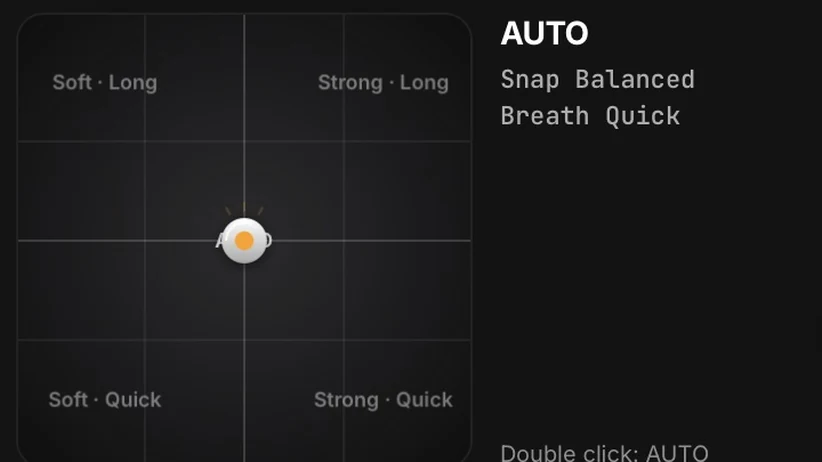 Soft · Long
Strong · Long
Soft · Quick
Strong · Quick
AUTO
Snap Balanced
Breath Quick
Double click: AUTO